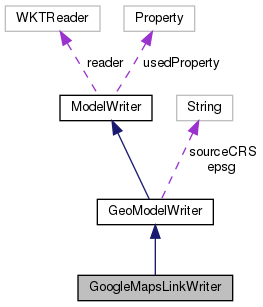 WKTReader
Property
reader
usedProperty
ModelWriter
String
sourceCRS
epsg
GeoModelWriter
GoogleMapsLinkWriter